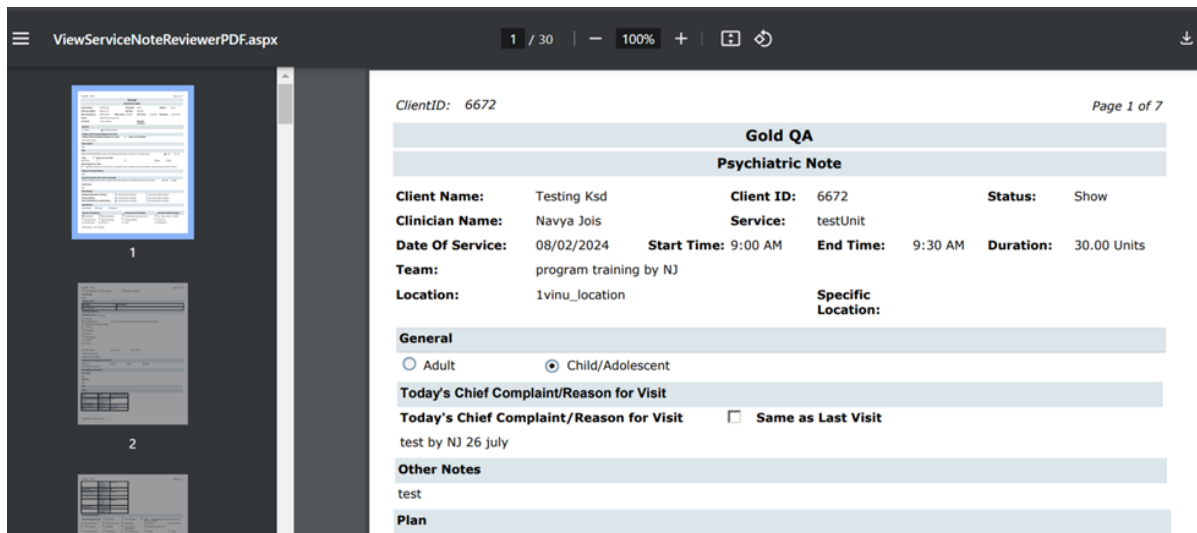 ViewServiceNoteReviewerPDF.aspx 1 / 30 100%
ClientID: 6672 Page 1 of 7
Gold QA
Psychiatric Note
Client Name: Testing Ksd Client ID: 6672 Status: Show
Clinician Name: Navya Jois Service: testUnit
Date Of Service: 08/02/2024 Start Time: 9:00 AM End Time: 9:30 AM Duration: 30.00 Units
Team: program training by NJ
Location: 1vinu_location Specific
Location:
General
Adult Child/Adolescent
Today's Chief Complaint/Reason for Visit
Today's Chief Complaint/Reason for Visit Same as Last Visit
test by NJ 26 july
Other Notes
test
Plan
1
2